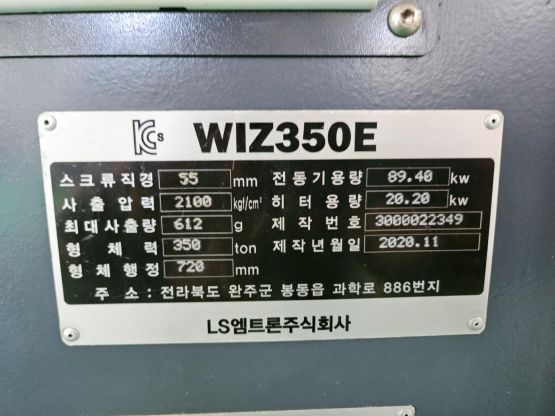 KCs WIZ350E
스크류직경 55 mm 전동기용량 89.40 kw
사출압력 2100 kgf/cm² 히터용량 20.20 kw
최대사출량 612 g 제작번호 3000022349
형체력 350 ton 제작년월일 2020.11
형체행정 720 mm
주소 : 전라북도 완주군 봉동읍 과학로 886번지
LS엠트론주식회사